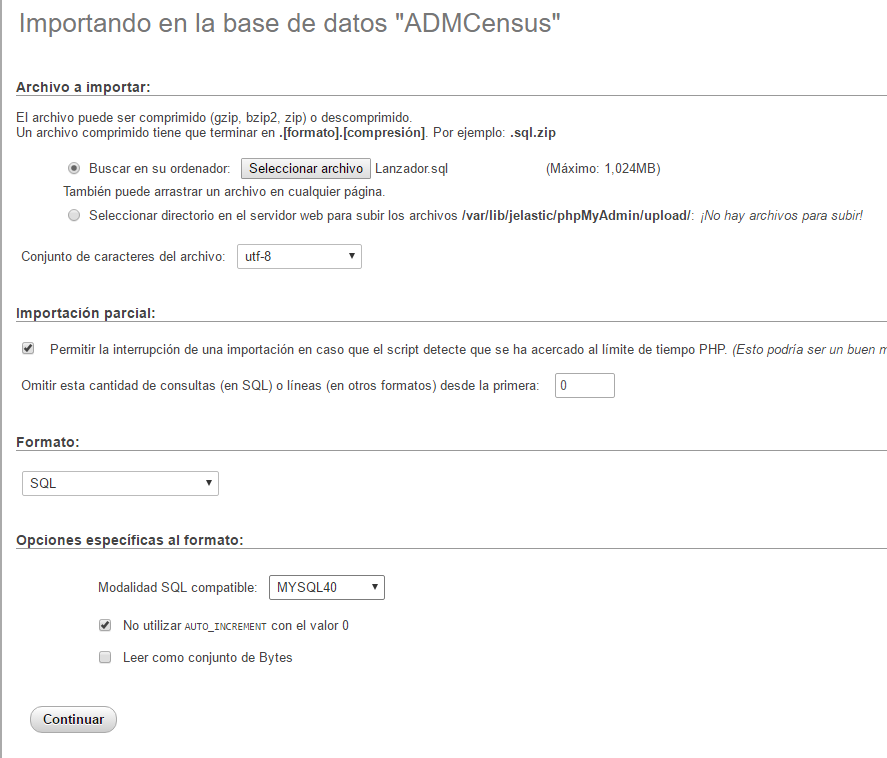 Importando en la base de datos "ADMCensus"
Archivo a importar:
El archivo puede ser comprimido (gzip, bzip2, zip) o descomprimido.
Un archivo comprimido tiene que terminar en .[formato].[compresión]. Por ejemplo: .sql.zip
Buscar en su ordenador: Seleccionar archivo Lanzador.sql (Máximo: 1,024MB)
También puede arrastrar un archivo en cualquier página.
Seleccionar directorio en el servidor web para subir los archivos /var/lib/jelastic/phpMyAdmin/upload/: ¡No hay archivos para subir!
Conjunto de caracteres del archivo: utf-8
Importación parcial:
Permitir la interrupción de una importación en caso que el script detecte que se ha acercado al límite de tiempo PHP. (Esto podría ser un buen m
Omitir esta cantidad de consultas (en SQL) o líneas (en otros formatos) desde la primera: 0
Formato:
SQL
Opciones específicas al formato:
Modalidad SQL compatible: MYSQL40
No utilizar AUTO_INCREMENT con el valor 0
Leer como conjunto de Bytes
Continuar